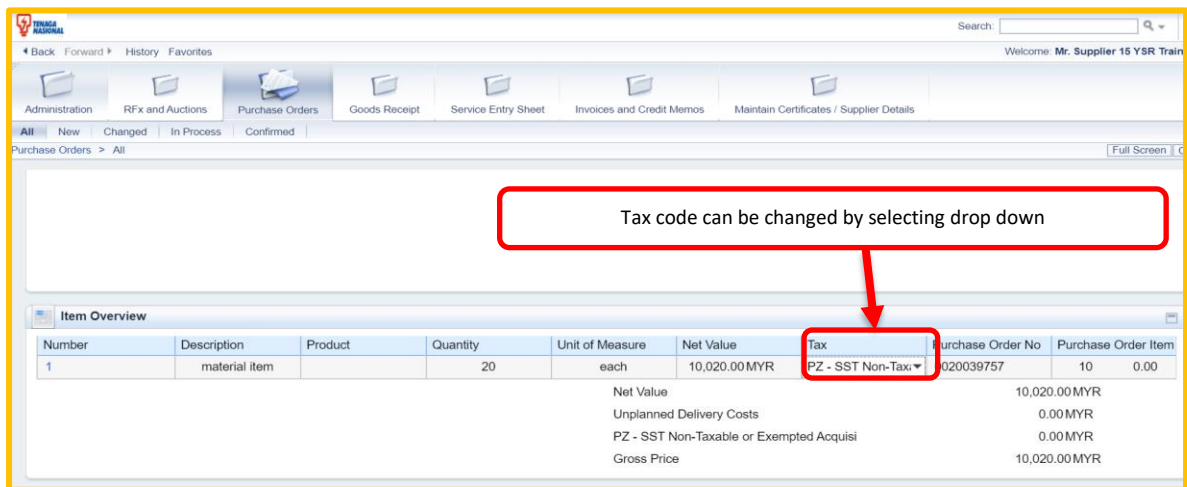 TENAGA
NASIONAL
Search:
Back Forward History Favorites
Welcome: Mr. Supplier 15 YSR Train
Administration RFx and Auctions Purchase Orders Goods Receipt Service Entry Sheet Invoices and Credit Memos Maintain Certificates / Supplier Details
All New Changed In Process Confirmed
Purchase Orders > All
Full Screen
Tax code can be changed by selecting drop down
Item Overview
Number Description Product Quantity Unit of Measure Net Value Tax Purchase Order No Purchase Order Item
1 material item 20 each 10,020.00 MYR PZ - SST Non-Taxa 0020039757 10 0.00
Net Value 10,020.00 MYR
Unplanned Delivery Costs 0.00 MYR
PZ - SST Non-Taxable or Exempted Acquisi 0.00 MYR
Gross Price 10,020.00 MYR